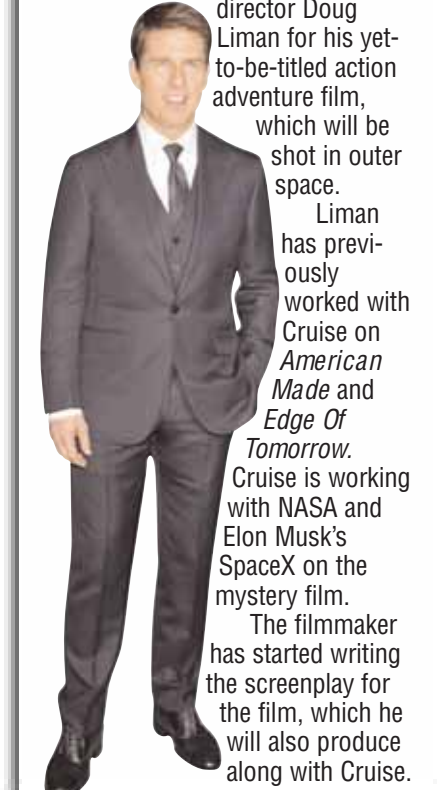 director Doug
Liman for his yet-
to-be-titled action
adventure film,
which will be
shot in outer
space.
Liman
has previ-
ously
worked with
Cruise on
American
Made and
Edge Of
Tomorrow.
Cruise is working
with NASA and
Elon Musk's
SpaceX on the
mystery film.
The filmmaker
has started writing
the screenplay for
the film, which he
will also produce
along with Cruise.